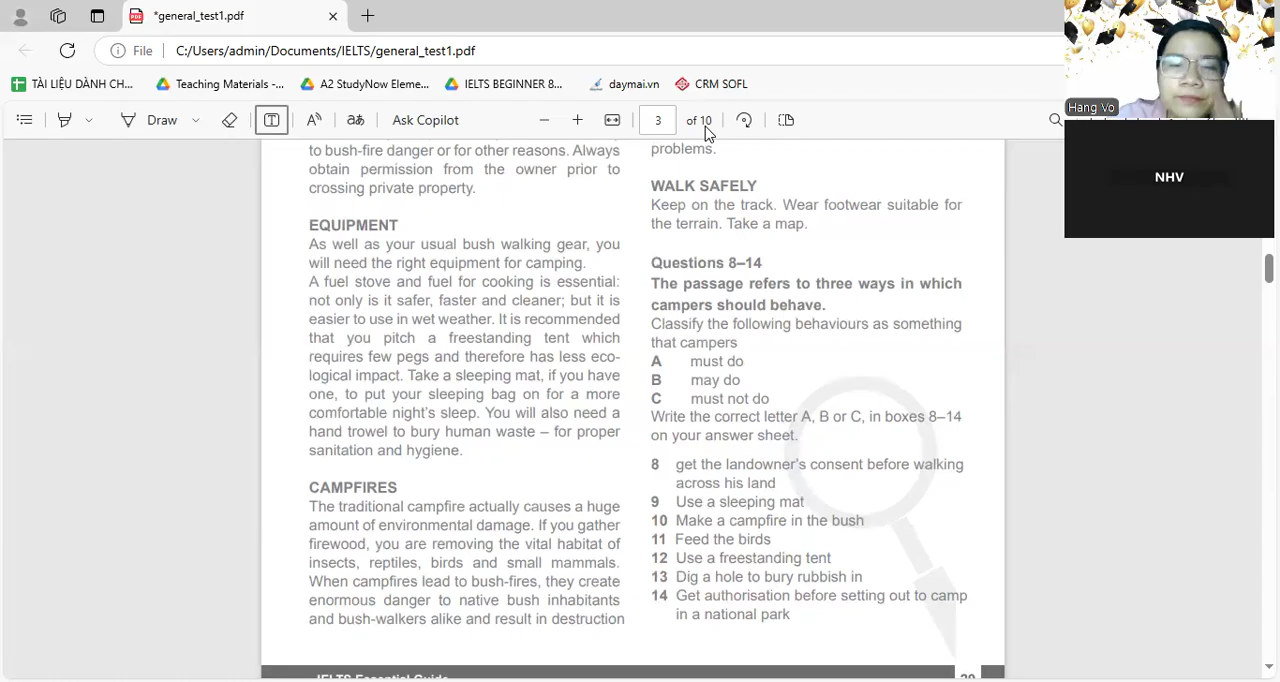 *general_test1.pdf
File C:/Users/admin/Documents/IELTS/general_test1.pdf
TÀI LIỆU DÀNH CH... Teaching Materials -... A2 StudyNow Eleme... IELTS BEGINNER 8... daymai.vn CRM SOFL
Draw Ask Copilot 3 of 10
Hang Vo
NHV
to bush-fire danger or for other reasons. Always
obtain permission from the owner prior to
crossing private property.
EQUIPMENT
As well as your usual bush walking gear, you
will need the right equipment for camping.
A fuel stove and fuel for cooking is essential:
not only is it safer, faster and cleaner; but it is
easier to use in wet weather. It is recommended
that you pitch a freestanding tent which
requires few pegs and therefore has less eco-
logical impact. Take a sleeping mat, if you have
one, to put your sleeping bag on for a more
comfortable night's sleep. You will also need a
hand trowel to bury human waste – for proper
sanitation and hygiene.
CAMPFIRES
The traditional campfire actually causes a huge
amount of environmental damage. If you gather
firewood, you are removing the vital habitat of
insects, reptiles, birds and small mammals.
When campfires lead to bush-fires, they create
enormous danger to native bush inhabitants
and bush-walkers alike and result in destruction
problems.
WALK SAFELY
Keep on the track. Wear footwear suitable for
the terrain. Take a map.
Questions 8–14
The passage refers to three ways in which
campers should behave.
Classify the following behaviours as something
that campers
A must do
B may do
C must not do
Write the correct letter A, B or C, in boxes 8–14
on your answer sheet.
8 get the landowner's consent before walking
across his land
9 Use a sleeping mat
10 Make a campfire in the bush
11 Feed the birds
12 Use a freestanding tent
13 Dig a hole to bury rubbish in
14 Get authorisation before setting out to camp
in a national park
IELTS Essential Guide